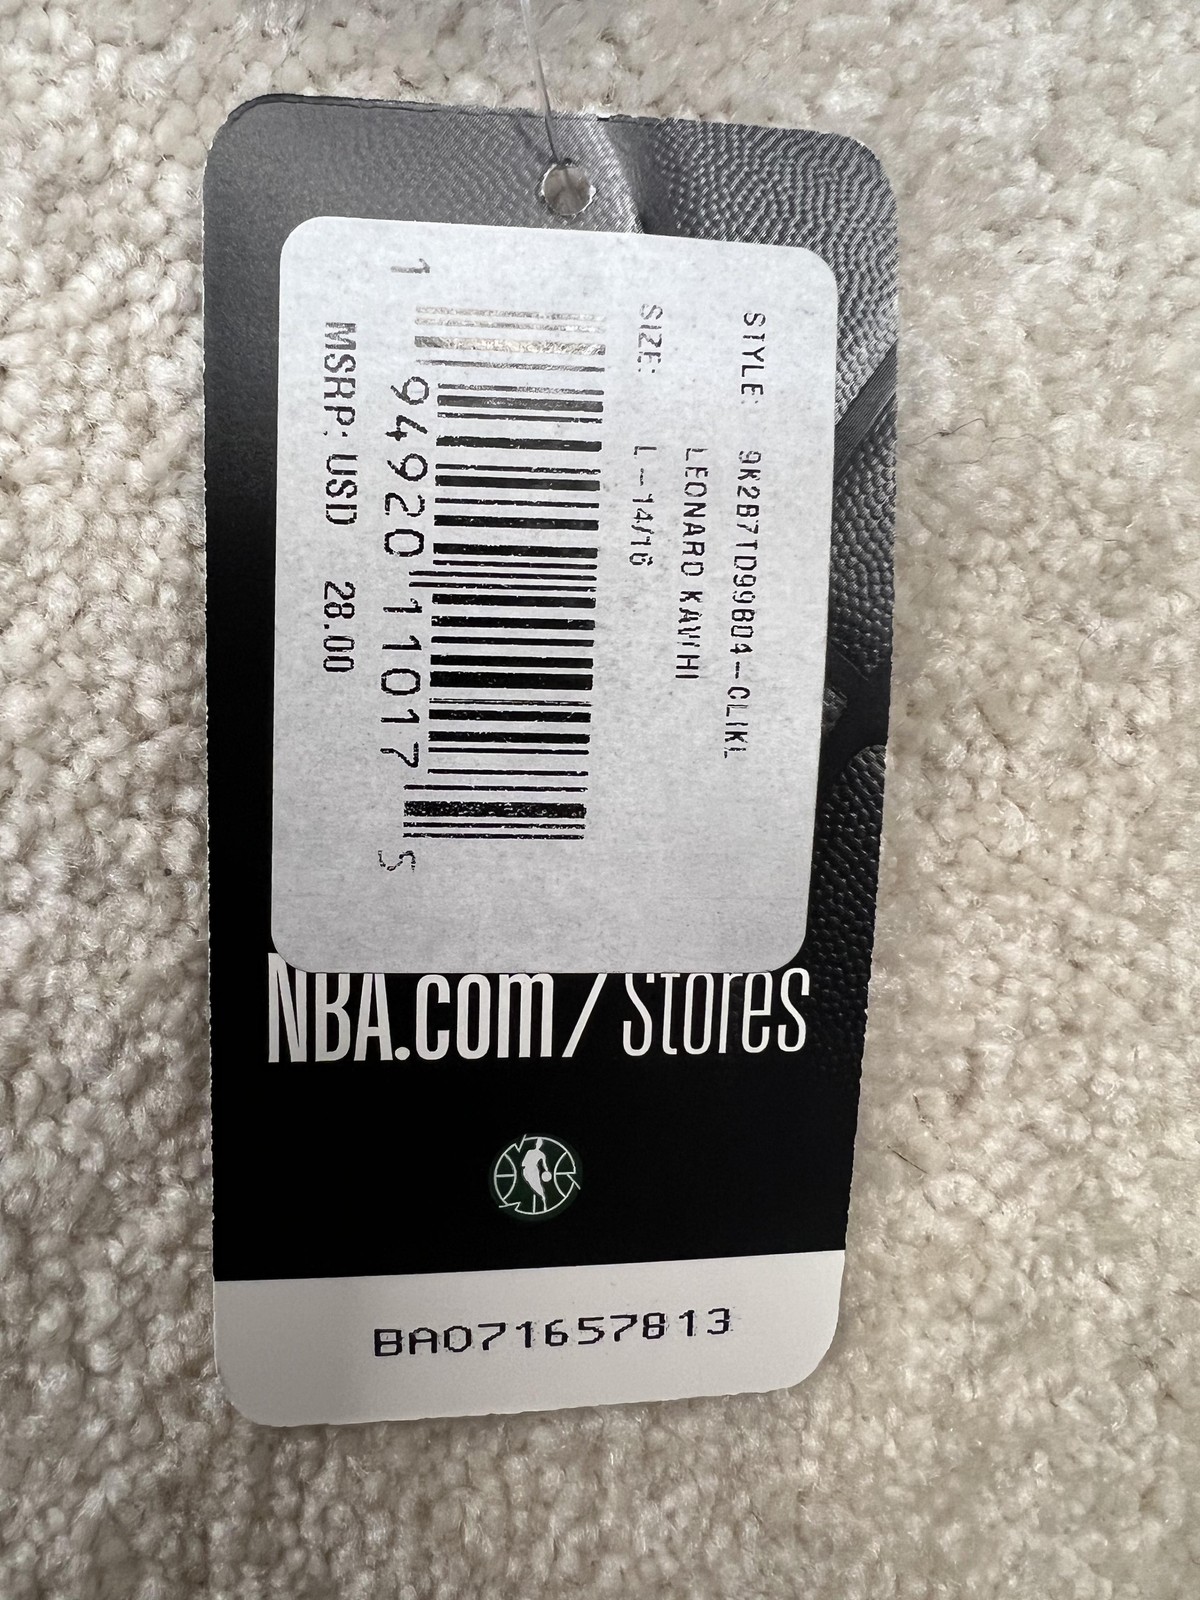 STYLE: 9K2B7TD99B04-CLIKL
LEONARD KAWHI
SIZE: L-14/16
1 94920 11017 5
MSRP: USD 28.00
NBA.com/Stores
BA071657813